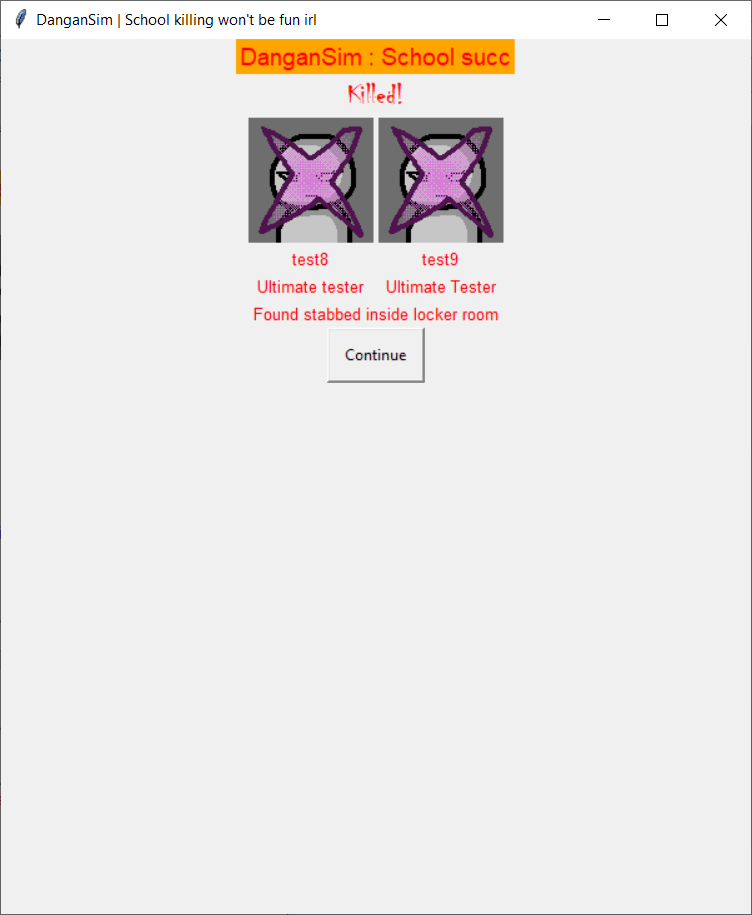 DanganSim | School killing won't be fun irl
DanganSim : School succ
Killed!
test8 test9
Ultimate tester Ultimate Tester
Found stabbed inside locker room
Continue